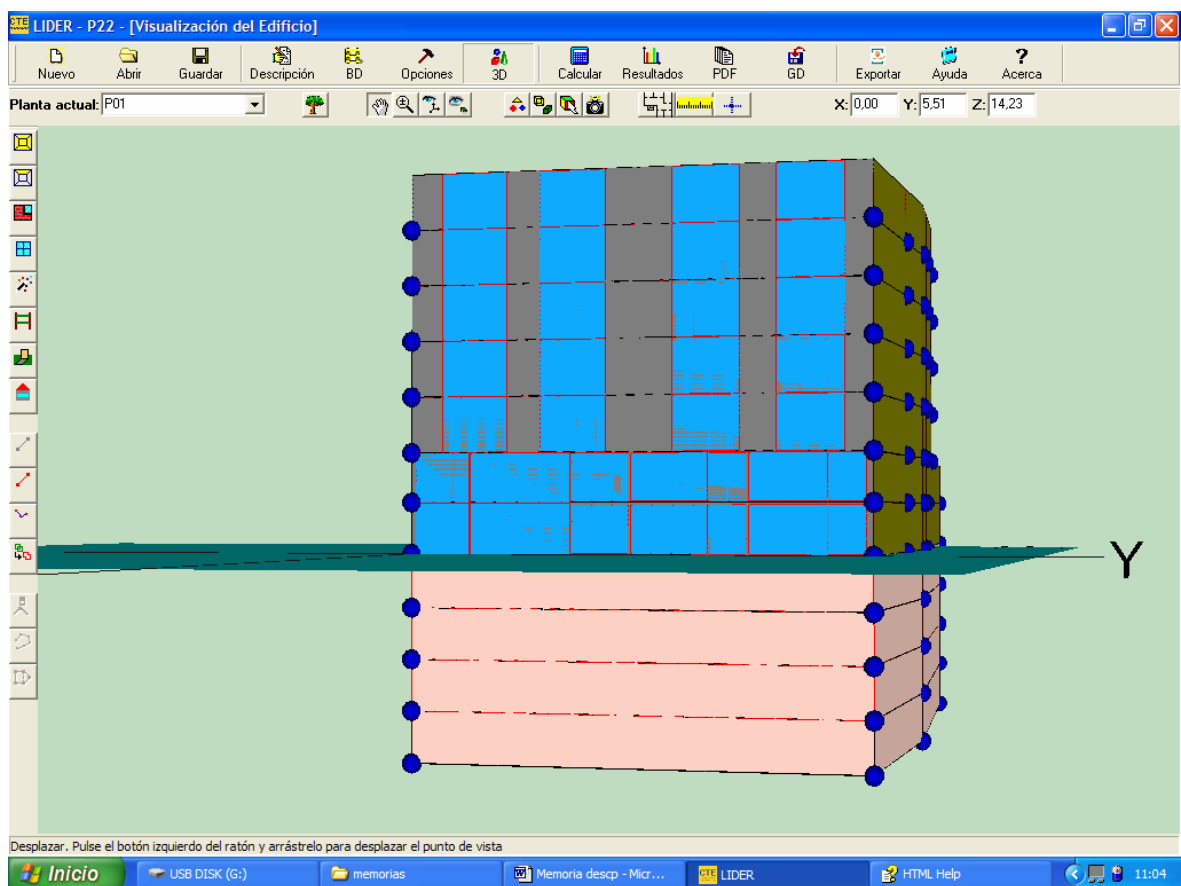 CTE LIDER - P22 - [Visualización del Edificio]
Nuevo Abrir Guardar Descripción BD Opciones 3D Calcular Resultados PDF GD Exportar Ayuda Acerca
Planta actual: P01 X: 0,00 Y: 5,51 Z: 14,23
Y
Desplazar. Pulse el botón izquierdo del ratón y arrástrelo para desplazar el punto de vista
Inicio USB DISK (G:) memorias Memoria descp - Micr... CTE LIDER HTML Help 11:04